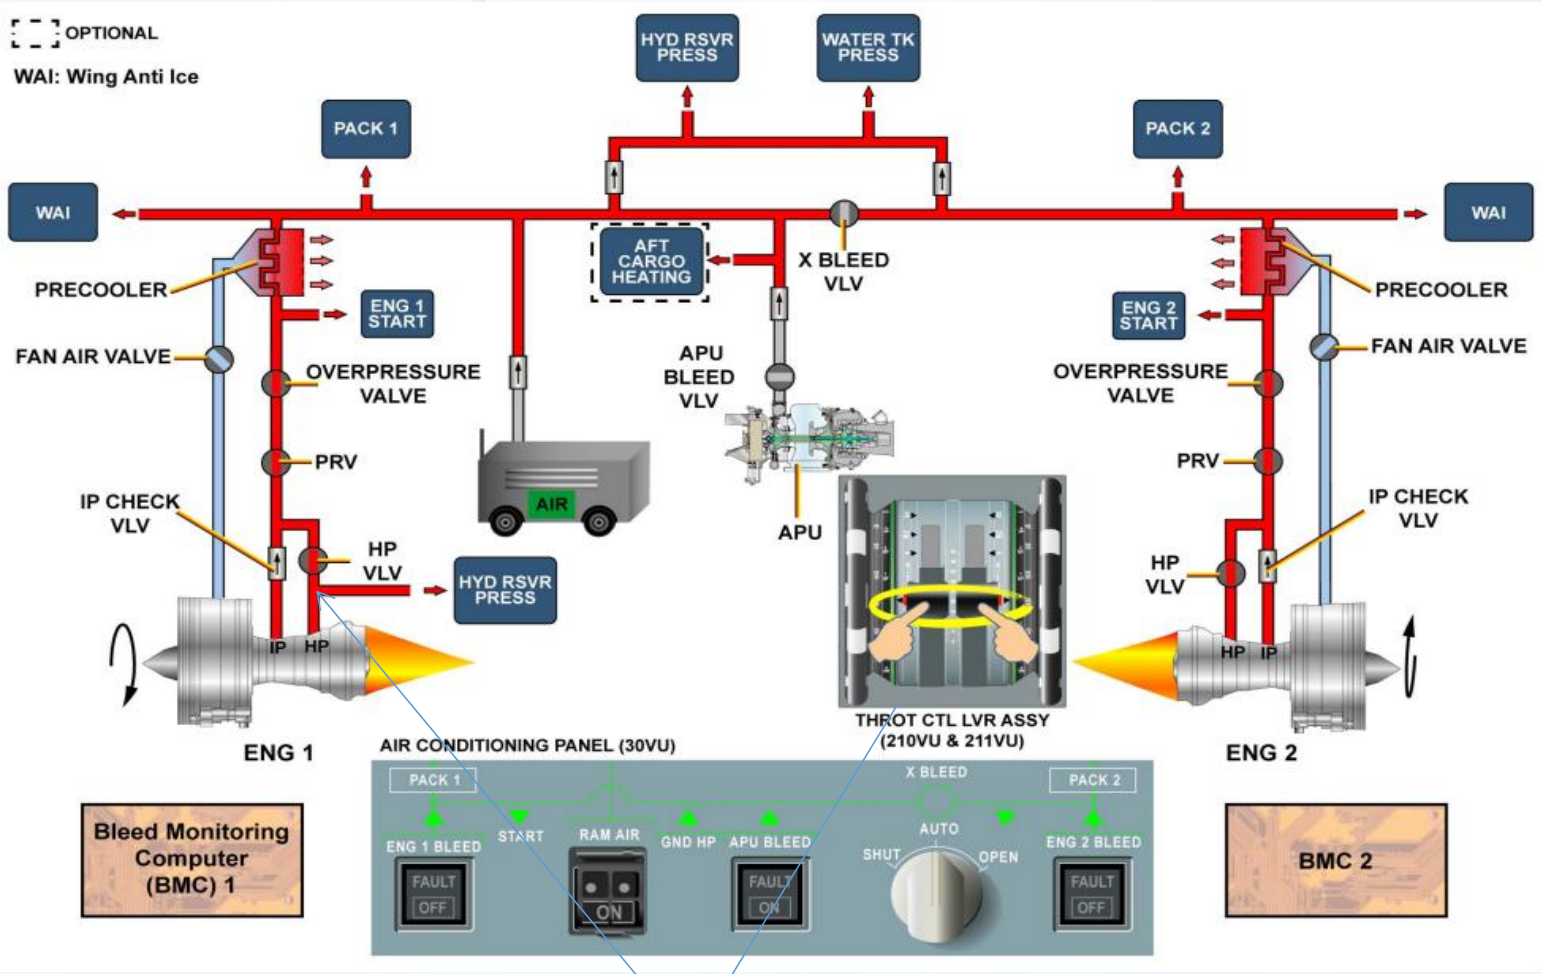 OPTIONAL
WAI: Wing Anti Ice
HYD RSVR
PRESS
WATER TK
PRESS
PACK 1
PACK 2
WAI
WAI
AFT
CARGO
HEATING
X BLEED
VLV
PRECOOLER
PRECOOLER
ENG 1
START
ENG 2
START
FAN AIR VALVE
FAN AIR VALVE
APU
BLEED
VLV
OVERPRESSURE
VALVE
OVERPRESSURE
VALVE
PRV
PRV
IP CHECK
VLV
IP CHECK
VLV
AIR
APU
HP
VLV
HP
VLV
HYD RSVR
PRESS
IP
HP
HP
IP
THROT CTL LVR ASSY
(210VU & 211VU)
ENG 1
ENG 2
AIR CONDITIONING PANEL (30VU)
PACK 1
X BLEED
PACK 2
START
RAM AIR
GND HP
APU BLEED
AUTO
ENG 1 BLEED
SHUT
OPEN
ENG 2 BLEED
FAULT
OFF
ON
FAULT
ON
FAULT
OFF
Bleed Monitoring
Computer
(BMC) 1
BMC 2